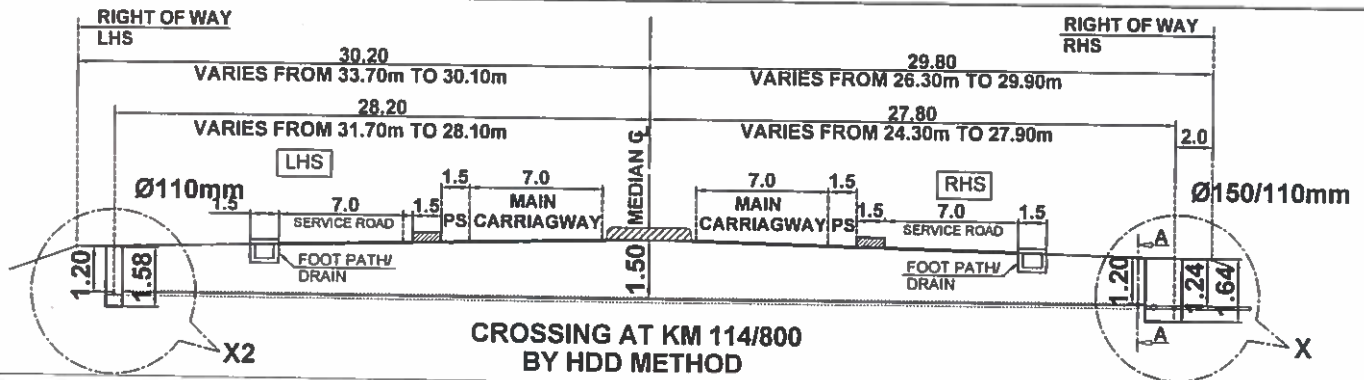 RIGHT OF WAY
LHS
RIGHT OF WAY
RHS
30.20
VARIES FROM 33.70m TO 30.10m
29.80
VARIES FROM 26.30m TO 29.90m
28.20
VARIES FROM 31.70m TO 28.10m
27.80
VARIES FROM 24.30m TO 27.90m
2.0
LHS
MEDIAN ℄
RHS
Ø110mm
1.5
7.0
SERVICE ROAD
1.5
1.5
PS
7.0
MAIN
CARRIAGWAY
7.0
MAIN
CARRIAGWAY
1.5
PS
1.5
7.0
SERVICE ROAD
1.5
Ø150/110mm
FOOT PATH/
DRAIN
FOOT PATH/
DRAIN
1.20
1.58
1.50
A
1.20
1.24
1.64
A
X2
X
CROSSING AT KM 114/800
BY HDD METHOD